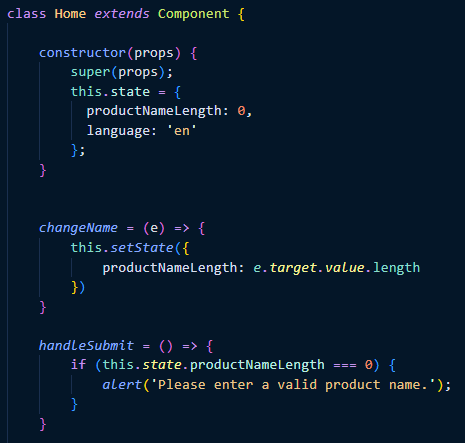 class Home extends Component {
constructor(props) {
super(props);
this.state = {
productNameLength: 0,
language: 'en'
};
}
changeName = (e) => {
this.setState({
productNameLength: e.target.value.length
})
}
handleSubmit = () => {
if (this.state.productNameLength === 0) {
alert('Please enter a valid product name.');
}
}